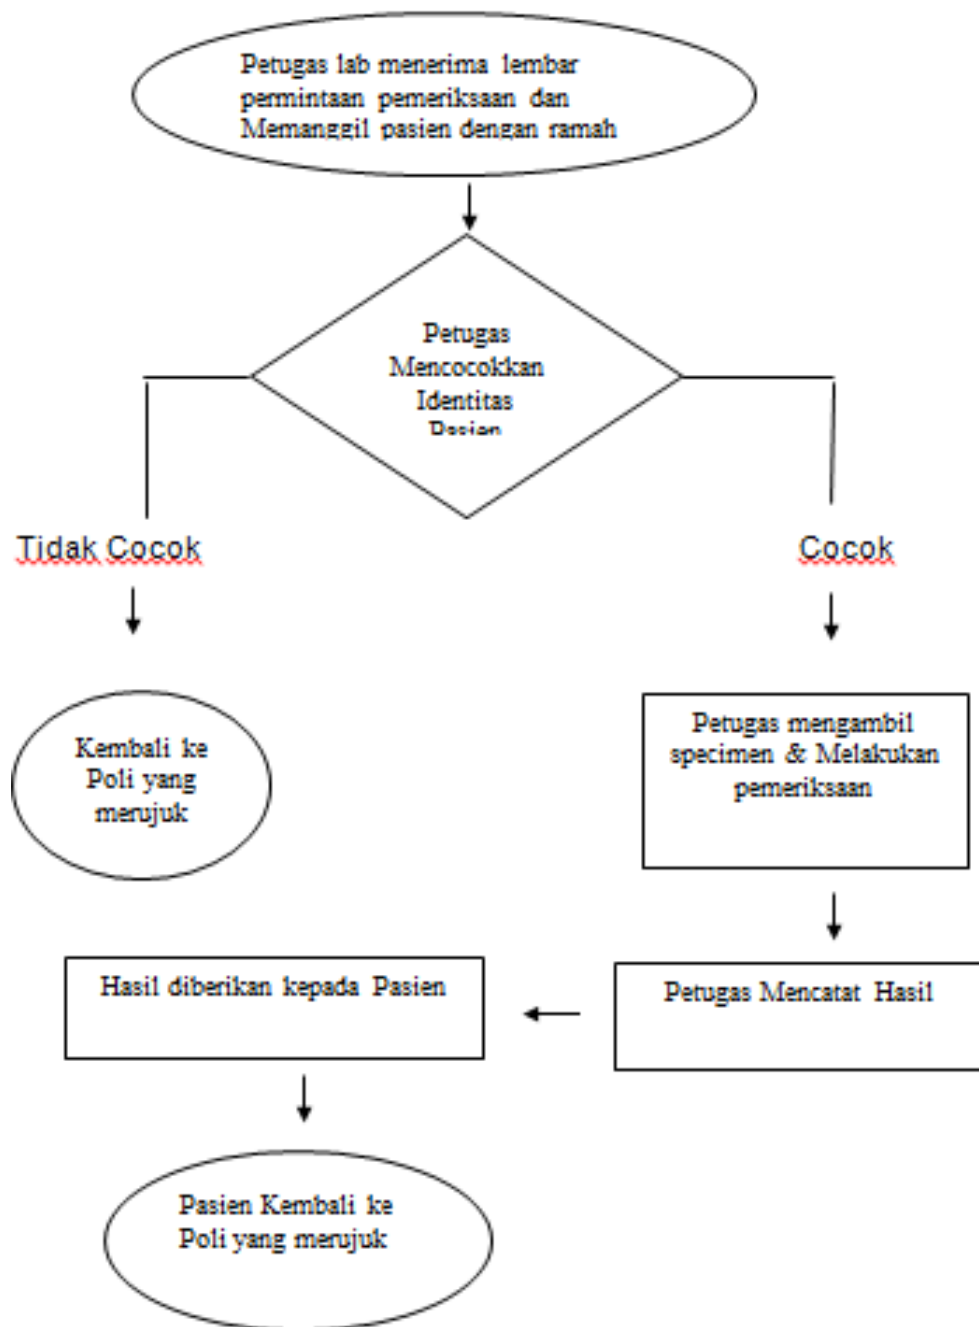 Petugas lab menerima lembar
permintaan pemeriksaan dan
Memanggil pasien dengan ramah
Petugas
Mencocokkan
Identitas
Pasien
Tidak Cocok
Cocok
Kembali ke
Poli yang
merujuk
Petugas mengambil
specimen & Melakukan
pemeriksaan
Hasil diberikan kepada Pasien
Petugas Mencatat Hasil
Pasien Kembali ke
Poli yang merujuk